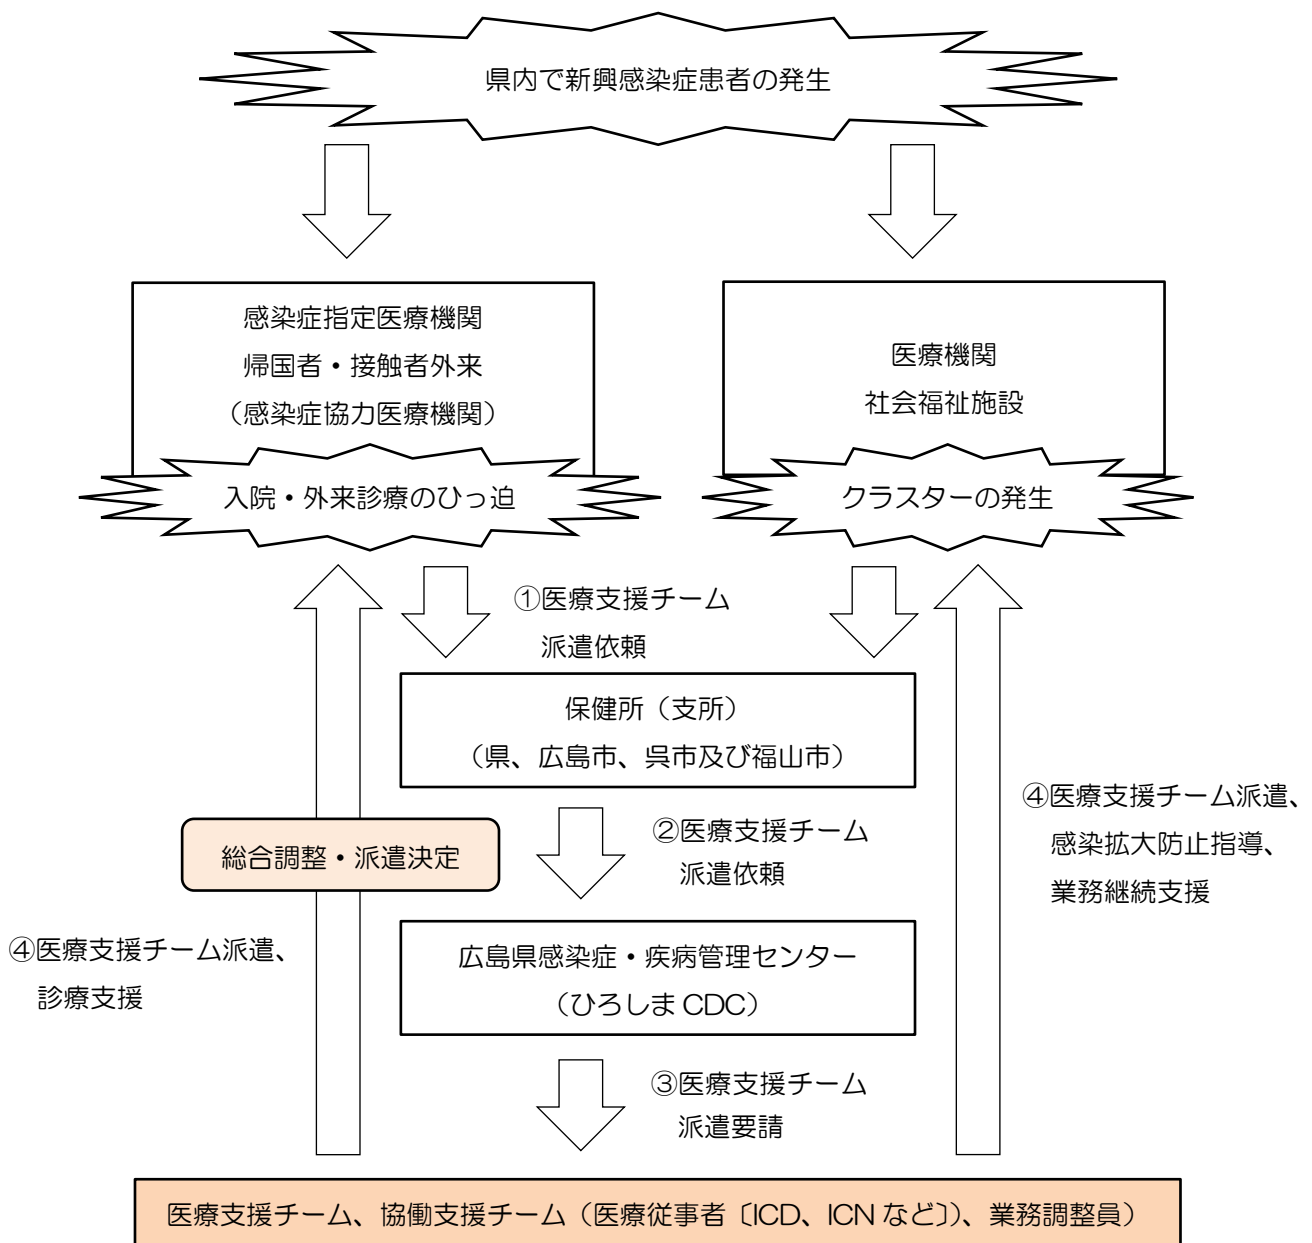 県内で新興感染症患者の発生
感染症指定医療機関
帰国者・接触者外来
（感染症協力医療機関）
入院・外来診療のひっ迫
医療機関
社会福祉施設
クラスターの発生
①医療支援チーム
派遣依頼
保健所（支所）
（県、広島市、呉市及び福山市）
総合調整・派遣決定
②医療支援チーム
派遣依頼
④医療支援チーム派遣、
感染拡大防止指導、
業務継続支援
④医療支援チーム派遣、
診療支援
広島県感染症・疾病管理センター
（ひろしま CDC）
③医療支援チーム
派遣要請
医療支援チーム、協働支援チーム（医療従事者〔ICD、ICN など〕）、業務調整員）